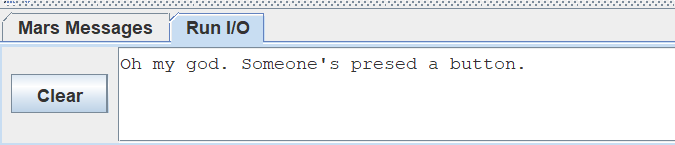 Mars Messages Run I/O
Oh my god. Someone's presed a button.
Clear